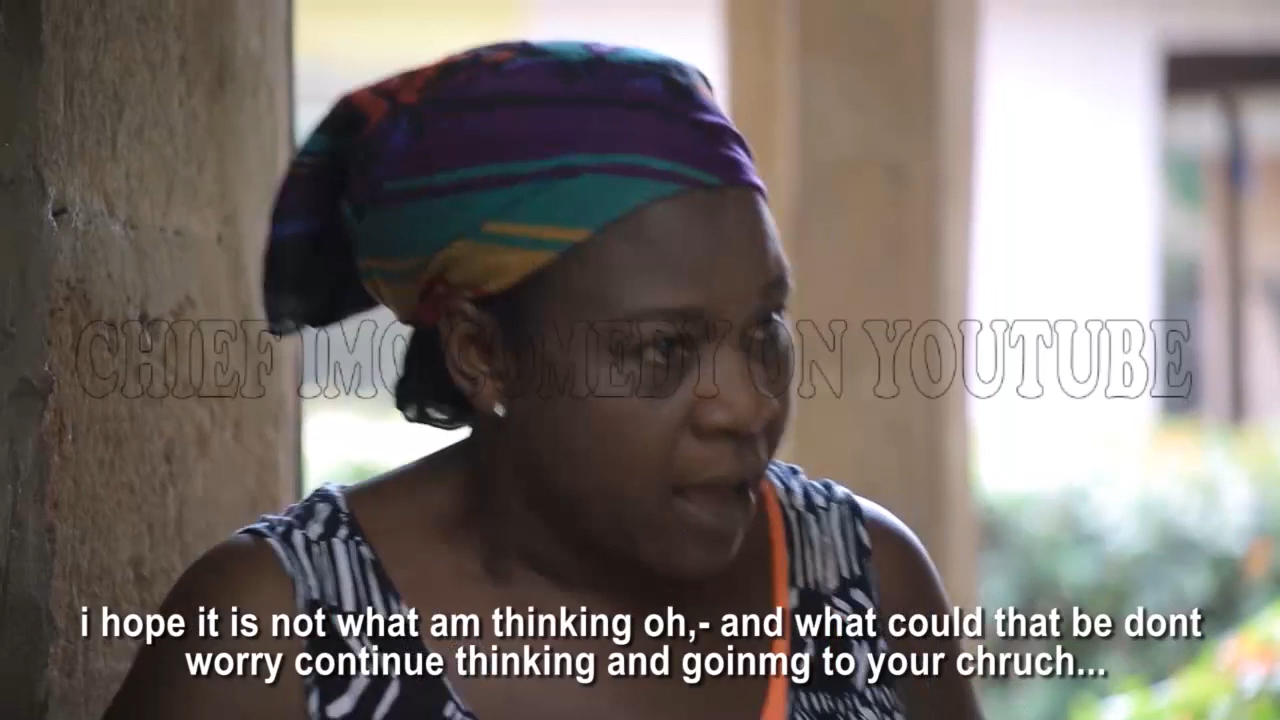 CHIEF IMO COMEDY ON YOUTUBE
i hope it is not what am thinking oh,- and what could that be dont
worry continue thinking and goinmg to your chruch...